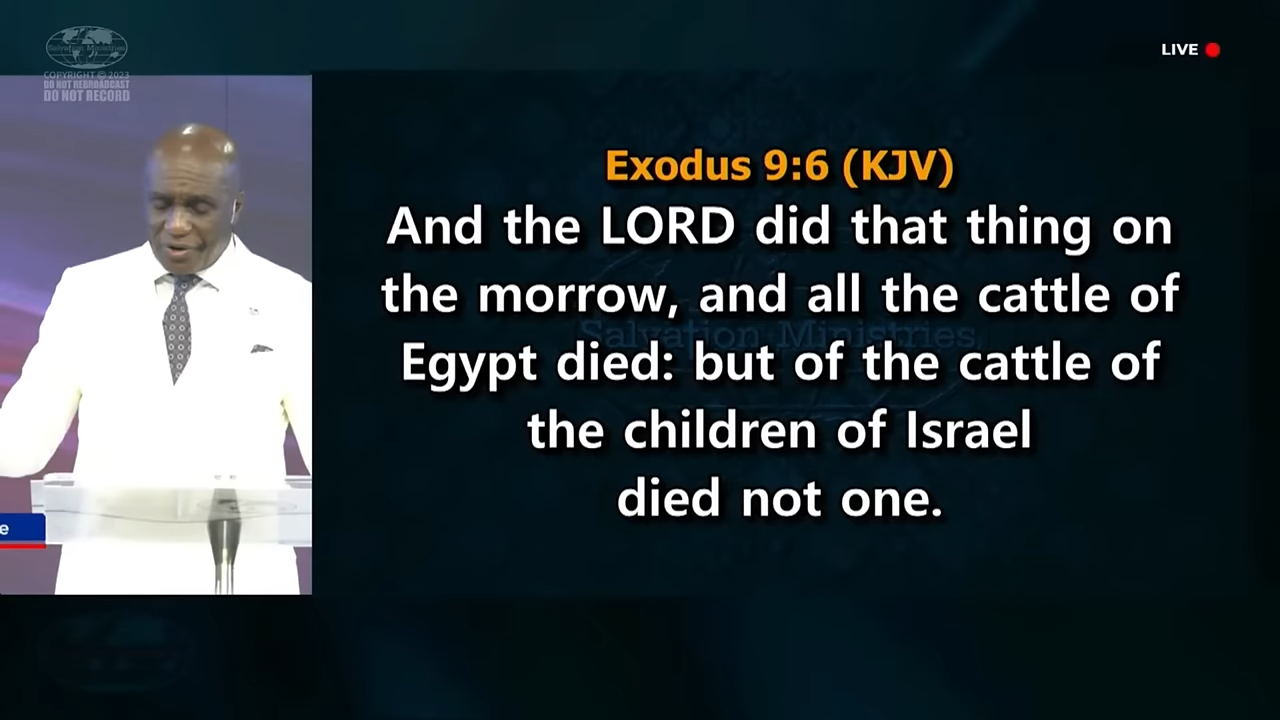 Salvation Ministries
COPYRIGHT © 2023
DO NOT REBROADCAST
DO NOT RECORD
LIVE
Exodus 9:6 (KJV)
And the LORD did that thing on
the morrow, and all the cattle of
Salvation Ministries
Egypt died: but of the cattle of
the children of Israel
died not one.
e